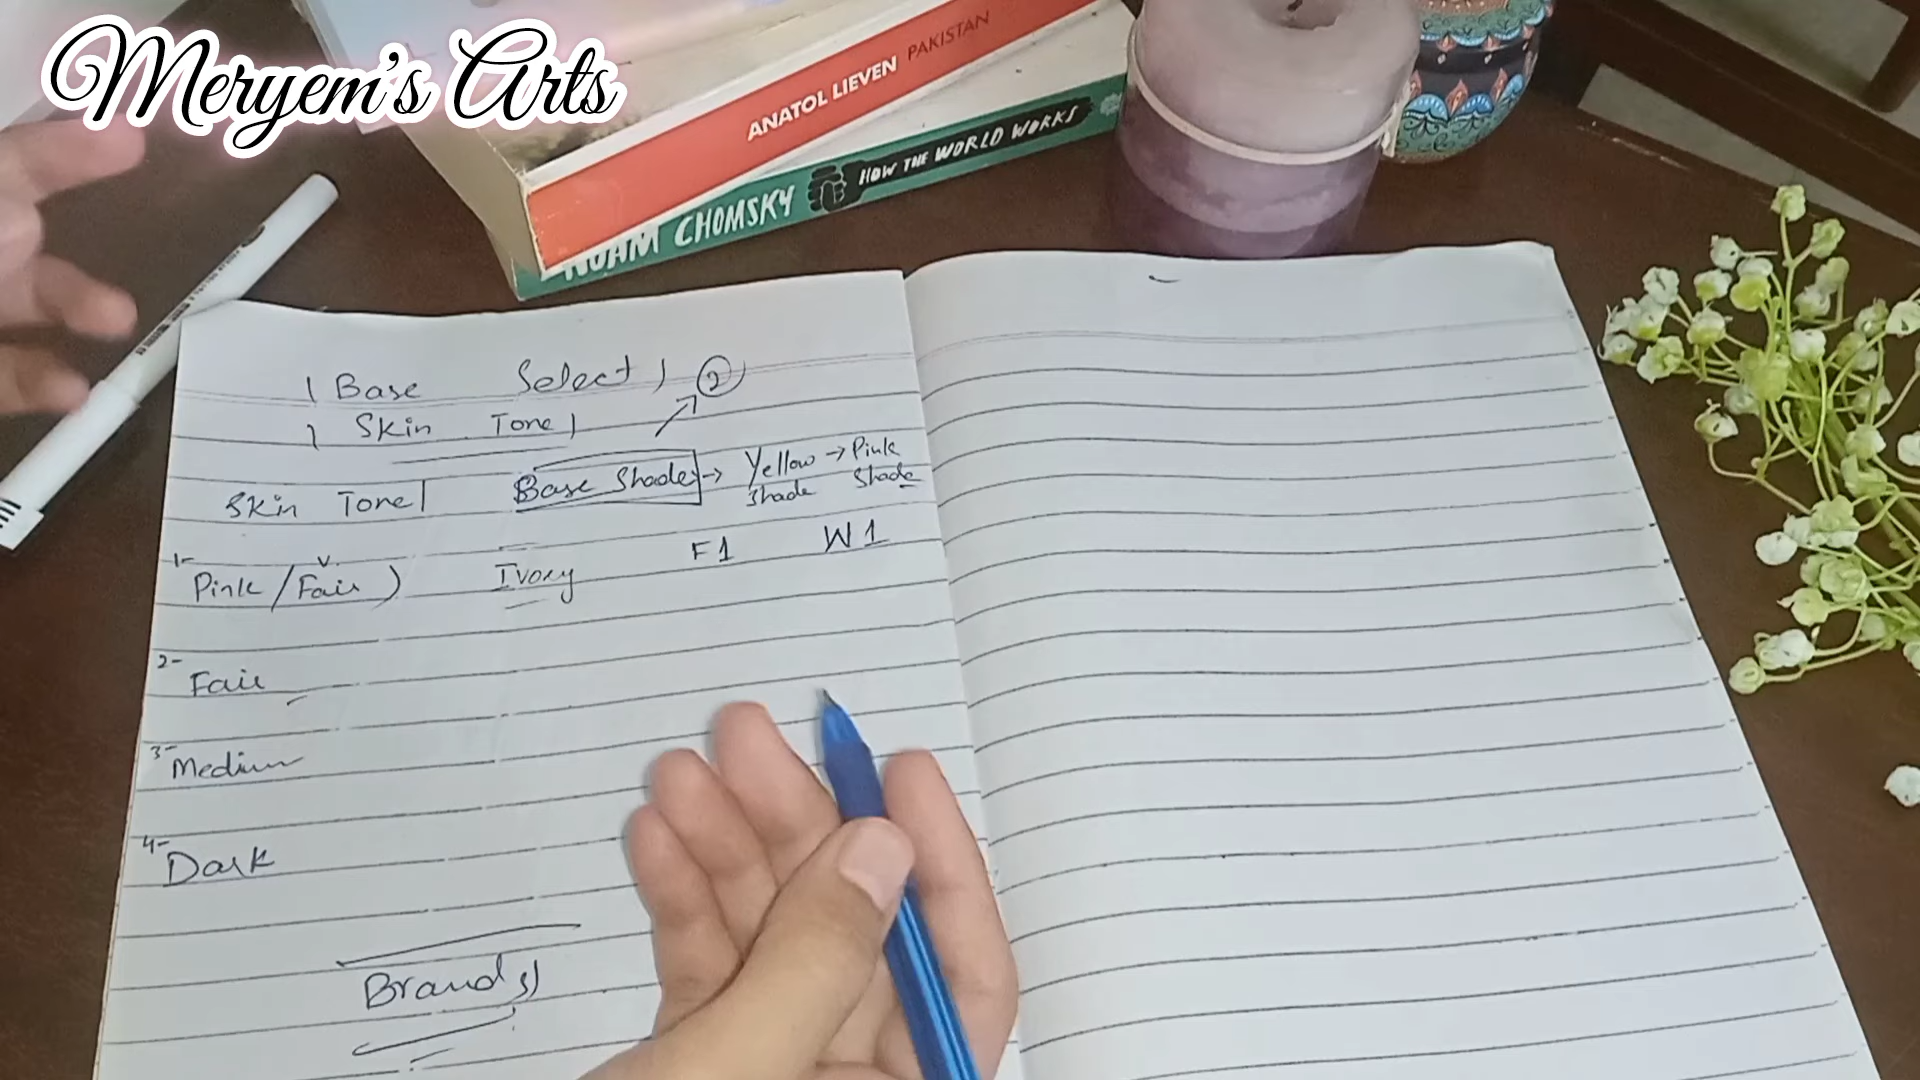 Meryem's Arts
ANATOL LIEVEN PAKISTAN
NOAM CHOMSKY HOW THE WORLD WORKS
Base Select 2
Skin Tone
Skin Tone Base Shades → Yellow shade → Pink Shade
1- Pink / V. Fair) Ivory F1 W1
2- Fair
3- Medium
4- Dark
Brands